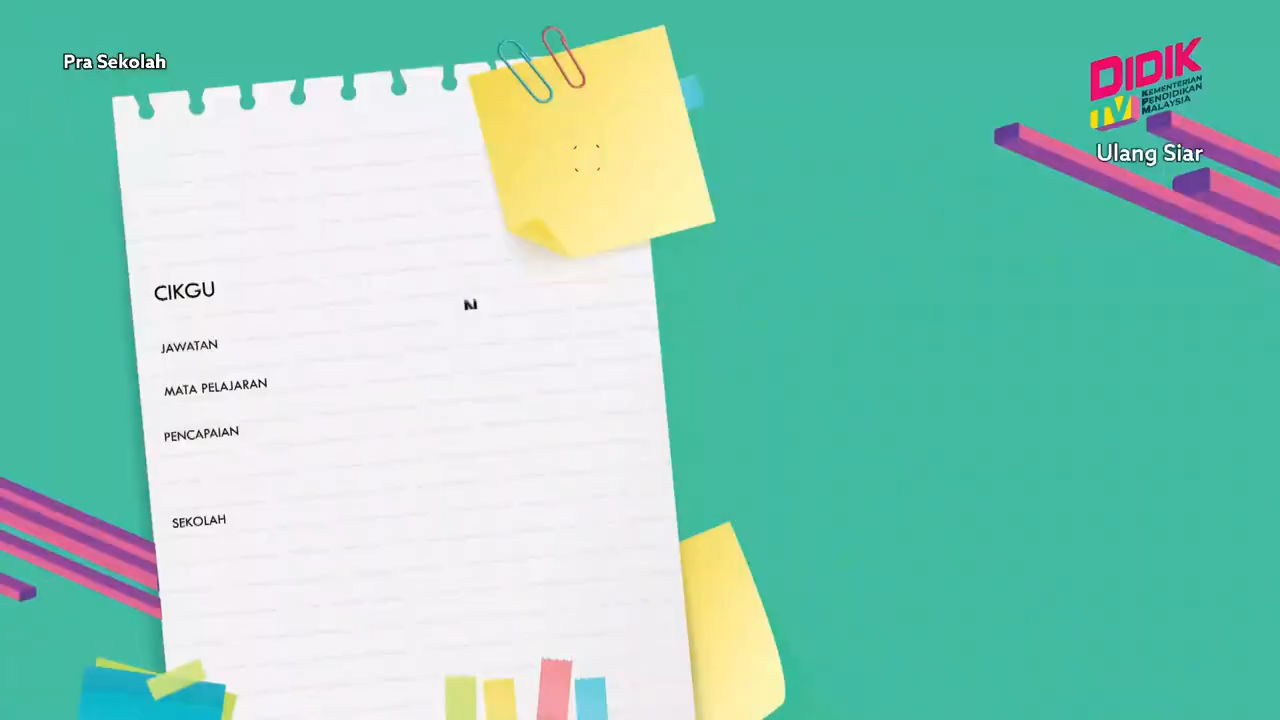 Pra Sekolah
DIDIK
TV
KEMENTERIAN
PENDIDIKAN
MALAYSIA
Ulang Siar
CIKGU
JAWATAN
MATA PELAJARAN
PENCAPAIAN
SEKOLAH